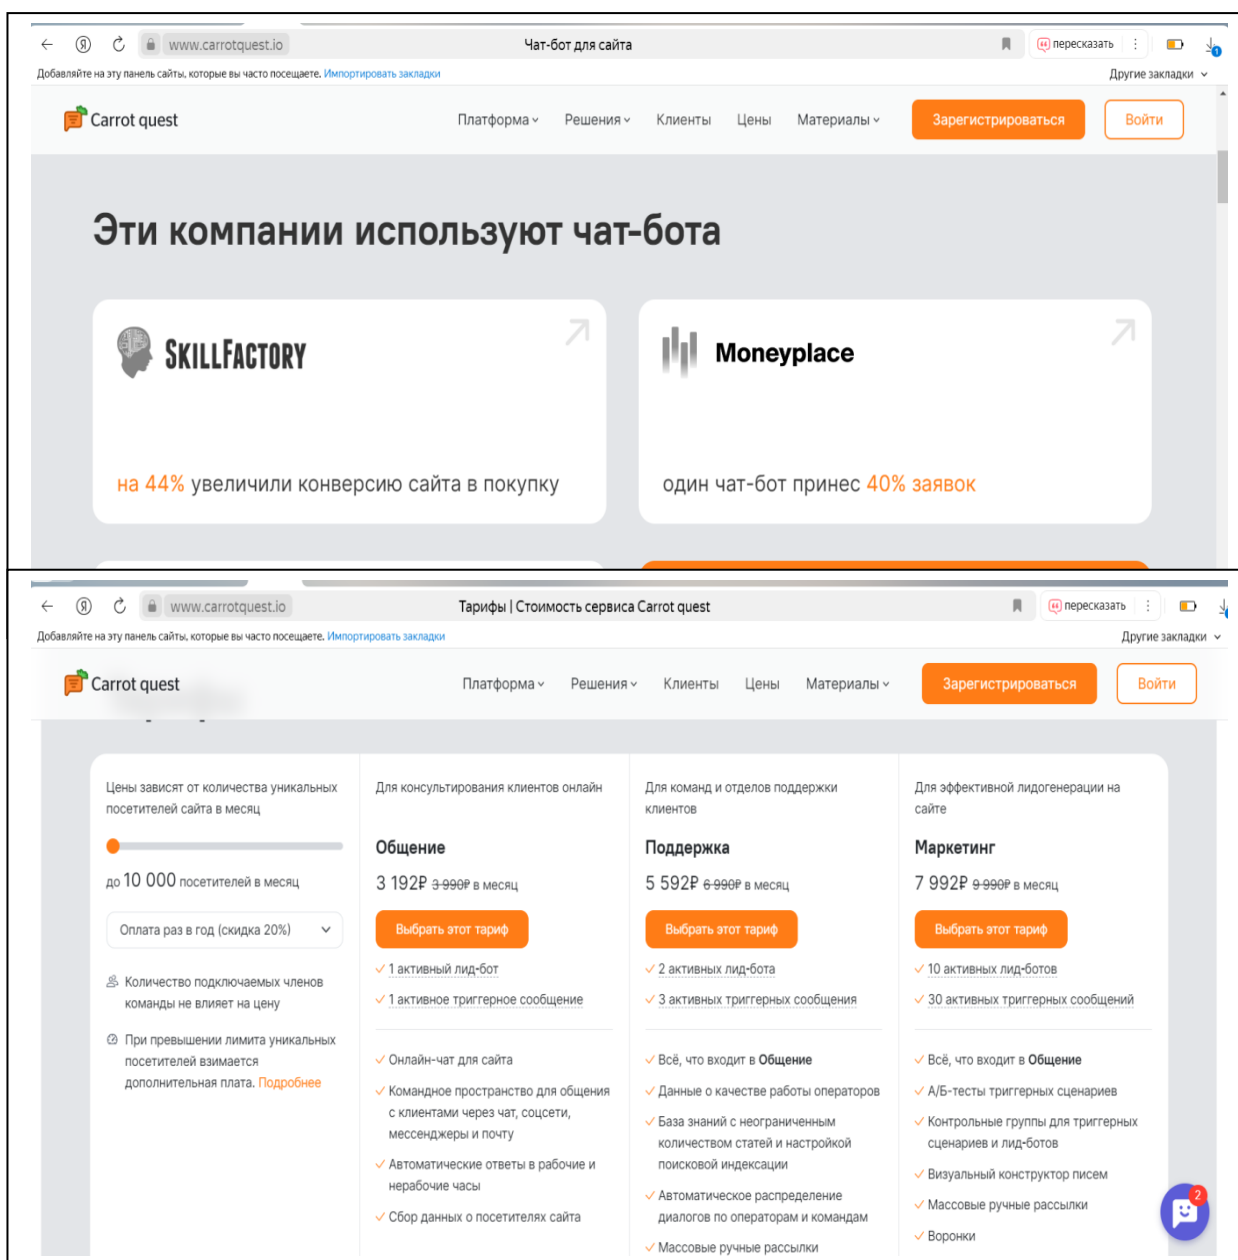 www.carrotquest.io
Чат-бот для сайта
пересказать
1
Добавляйте на эту панель сайты, которые вы часто посещаете. Импортировать закладки
Другие закладки
Carrot quest
Платформа
Решения
Клиенты
Цены
Материалы
Зарегистрироваться
Войти
Эти компании используют чат-бота
SKILLFACTORY
на 44% увеличили конверсию сайта в покупку
Moneyplace
один чат-бот принес 40% заявок
www.carrotquest.io
Тарифы | Стоимость сервиса Carrot quest
пересказать
Добавляйте на эту панель сайты, которые вы часто посещаете. Импортировать закладки
Другие закладки
Carrot quest
Платформа
Решения
Клиенты
Цены
Материалы
Зарегистрироваться
Войти
Цены зависят от количества уникальных
посетителей сайта в месяц
до 10 000 посетителей в месяц
Оплата раз в год (скидка 20%)
Количество подключаемых членов
команды не влияет на цену
При превышении лимита уникальных
посетителей взимается
дополнительная плата. Подробнее
Для консультирования клиентов онлайн
Общение
3 192₽ 3 990₽ в месяц
Выбрать этот тариф
1 активный лид-бот
1 активное триггерное сообщение
Онлайн-чат для сайта
Командное пространство для общения
с клиентами через чат, соцсети,
мессенджеры и почту
Автоматические ответы в рабочие и
нерабочие часы
Сбор данных о посетителях сайта
Для команд и отделов поддержки
клиентов
Поддержка
5 592₽ 6 990₽ в месяц
Выбрать этот тариф
2 активных лид-бота
3 активных триггерных сообщения
Всё, что входит в Общение
Данные о качестве работы операторов
База знаний с неограниченным
количеством статей и настройкой
поисковой индексации
Автоматическое распределение
диалогов по операторам и командам
Массовые ручные рассылки
Для эффективной лидогенерации на
сайте
Маркетинг
7 992₽ 9 990₽ в месяц
Выбрать этот тариф
10 активных лид-ботов
30 активных триггерных сообщений
Всё, что входит в Общение
А/Б-тесты триггерных сценариев
Контрольные группы для триггерных
сценариев и лид-ботов
Визуальный конструктор писем
Массовые ручные рассылки
Воронки
2